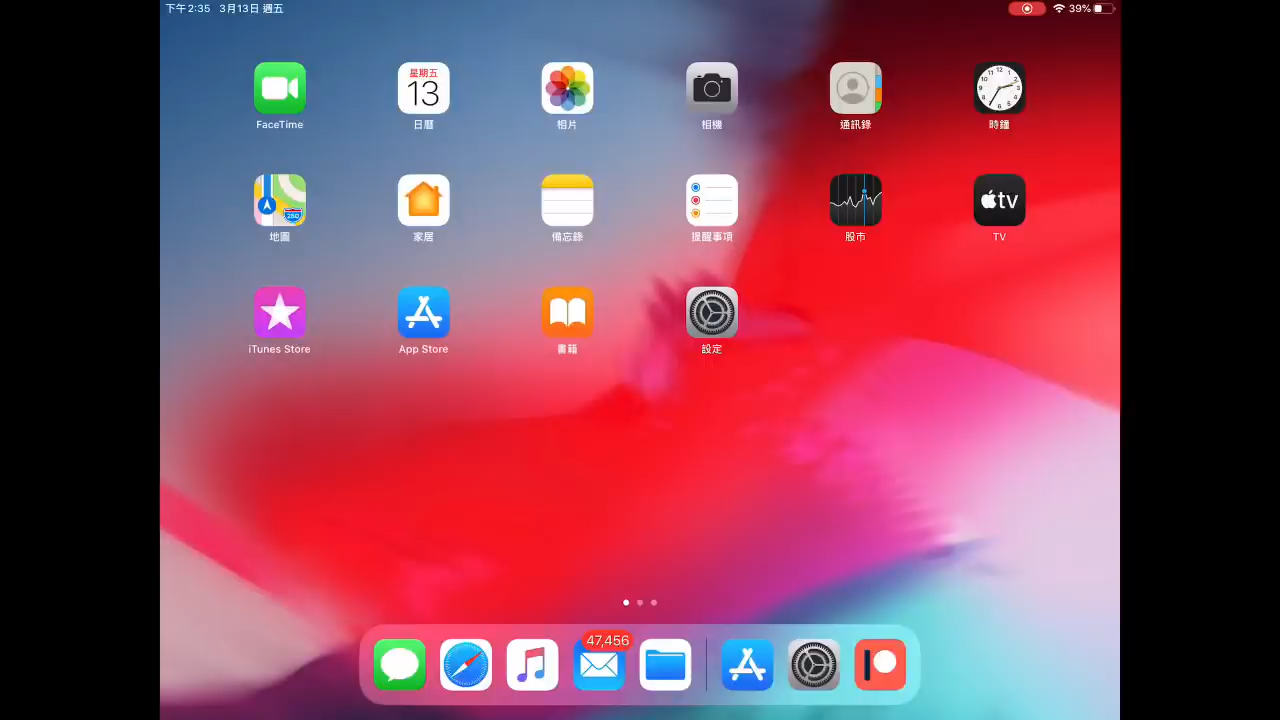 下午2:35 3月13日 週五
39%
星期五
13
12
FaceTime
日曆
相片
相機
通訊錄
時鐘
280
tv
地圖
家居
備忘錄
提醒事項
股市
TV
iTunes Store
App Store
書籍
設定
47,456